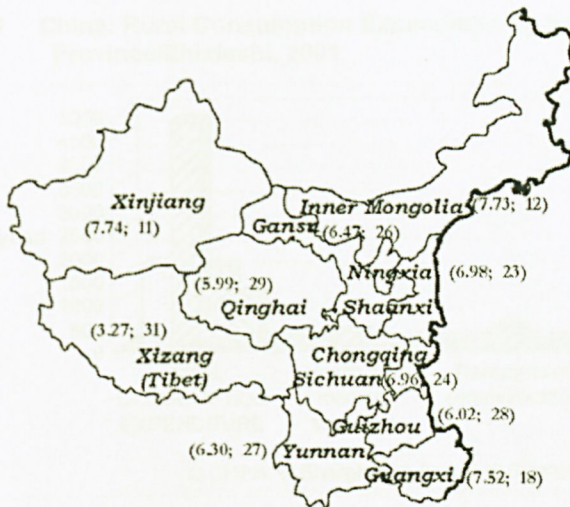 Xinjiang
(7.74; 11)
Inner Mongolia (7.73; 12)
Gansu (6.47; 26)
Ningxia (6.98; 23)
(5.99; 29)
Qinghai
Shaanxi
(3.27; 31)
Xizang
(Tibet)
Chongqing
Sichuan (6.96; 24)
(6.02; 28)
Guizhou
(6.30; 27) Yunnan
Guangxi (7.52; 18)